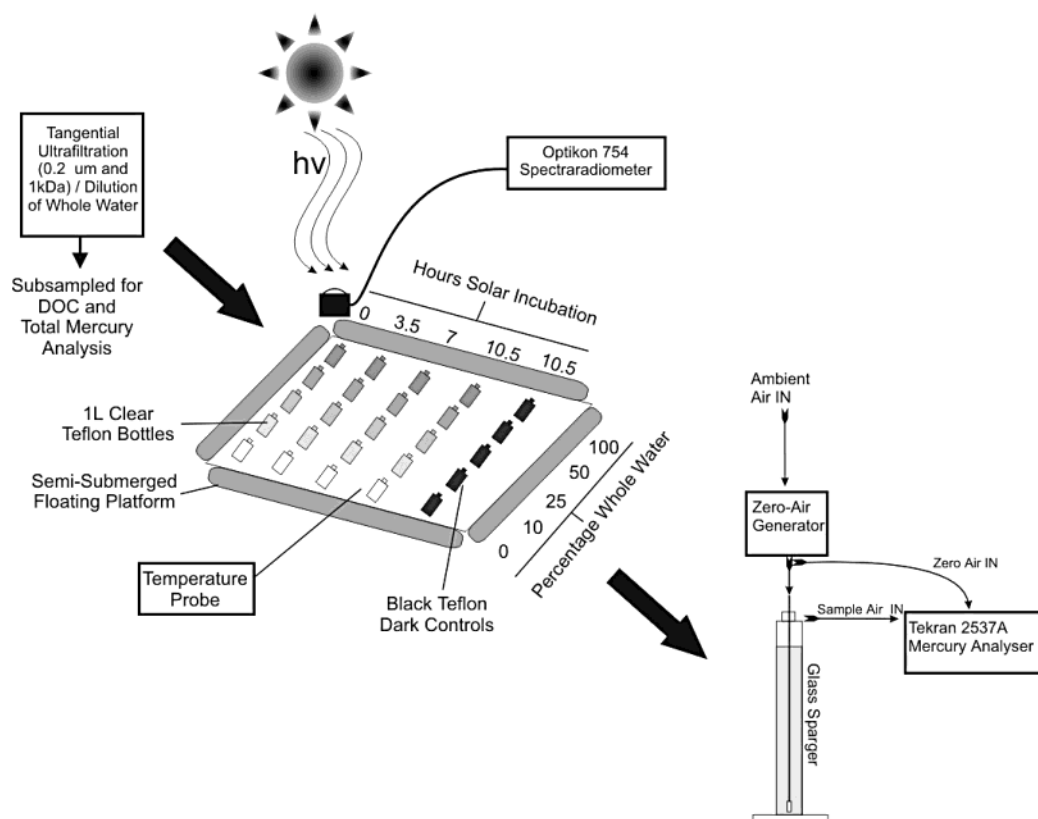 Tangential
Ultrafiltration
(0.2 um and
1kDa) / Dilution
of Whole Water
Subsampled for
DOC and
Total Mercury
Analysis
hν
Optikon 754
Spectraradiometer
Hours Solar Incubation
0 3.5 7 10.5 10.5
1L Clear
Teflon Bottles
Semi-Submerged
Floating Platform
Temperature
Probe
Black Teflon
Dark Controls
0 10 25 50 100
Percentage Whole Water
Ambient
Air IN
Zero-Air
Generator
Zero Air IN
Sample Air IN
Tekran 2537A
Mercury Analyser
Glass Sparger